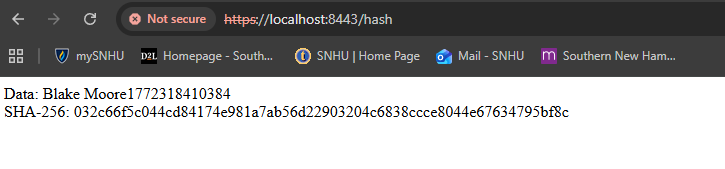 Not secure https://localhost:8443/hash
mySNHU D2L Homepage - South... SNHU | Home Page Mail - SNHU m Southern New Ham...
Data: Blake Moore1772318410384
SHA-256: 032c66f5c044cd84174e981a7ab56d22903204c6838ccce8044e67634795bf8c